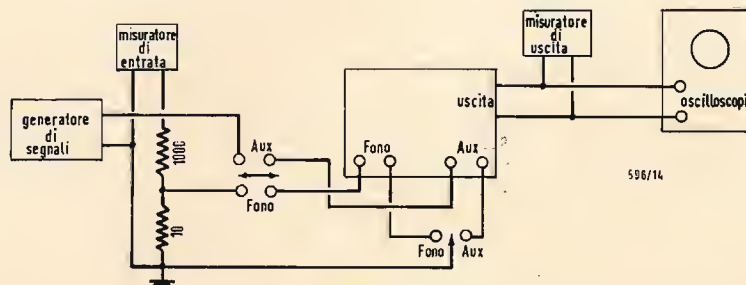 misuratore
di
entrata
misuratore
di
uscita
generatore
di
segnali
1000
10
Aux
Fono
Fono
Aux
uscita
Fono
Aux
oscilloscopi
596/14